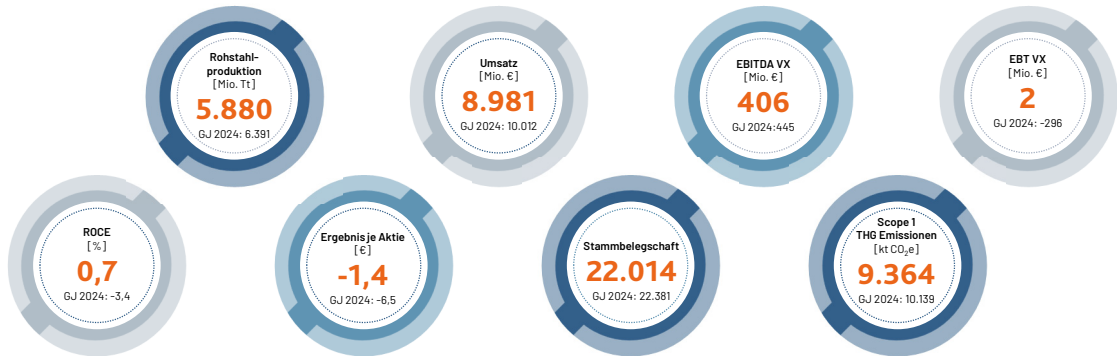 Rohstahl-
produktion
[Mio. Tt]
5.880
GJ 2024: 6.391
Umsatz
[Mio. €]
8.981
GJ 2024: 10.012
EBITDA VX
[Mio. €]
406
GJ 2024:445
EBT VX
[Mio. €]
2
GJ 2024: -296
ROCE
[%]
0,7
GJ 2024: -3,4
Ergebnis je Aktie
[€]
-1,4
GJ 2024: -6,5
Stammbelegschaft
22.014
GJ 2024: 22.381
Scope 1
THG Emissionen
[kt CO₂e]
9.364
GJ 2024: 10.139